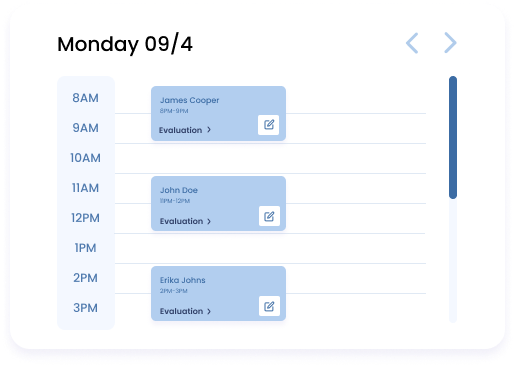 Monday 09/4
8AM
9AM
10AM
11AM
12PM
1PM
2PM
3PM
James Cooper
8PM-9PM
Evaluation
John Doe
11PM-12PM
Evaluation
Erika Johns
2PM-3PM
Evaluation